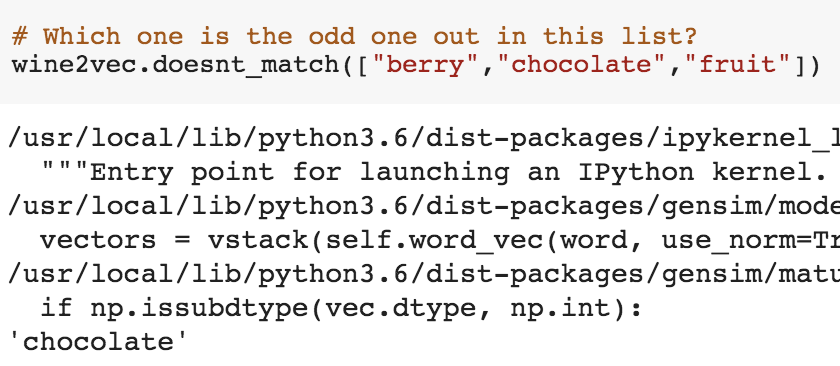 # Which one is the odd one out in this list?
wine2vec.doesnt_match(["berry","chocolate","fruit"])
/usr/local/lib/python3.6/dist-packages/ipykernel_l
"""Entry point for launching an IPython kernel.
/usr/local/lib/python3.6/dist-packages/gensim/mode
vectors = vstack(self.word_vec(word, use_norm=Tr
/usr/local/lib/python3.6/dist-packages/gensim/matu
if np.issubdtype(vec.dtype, np.int):
'chocolate'